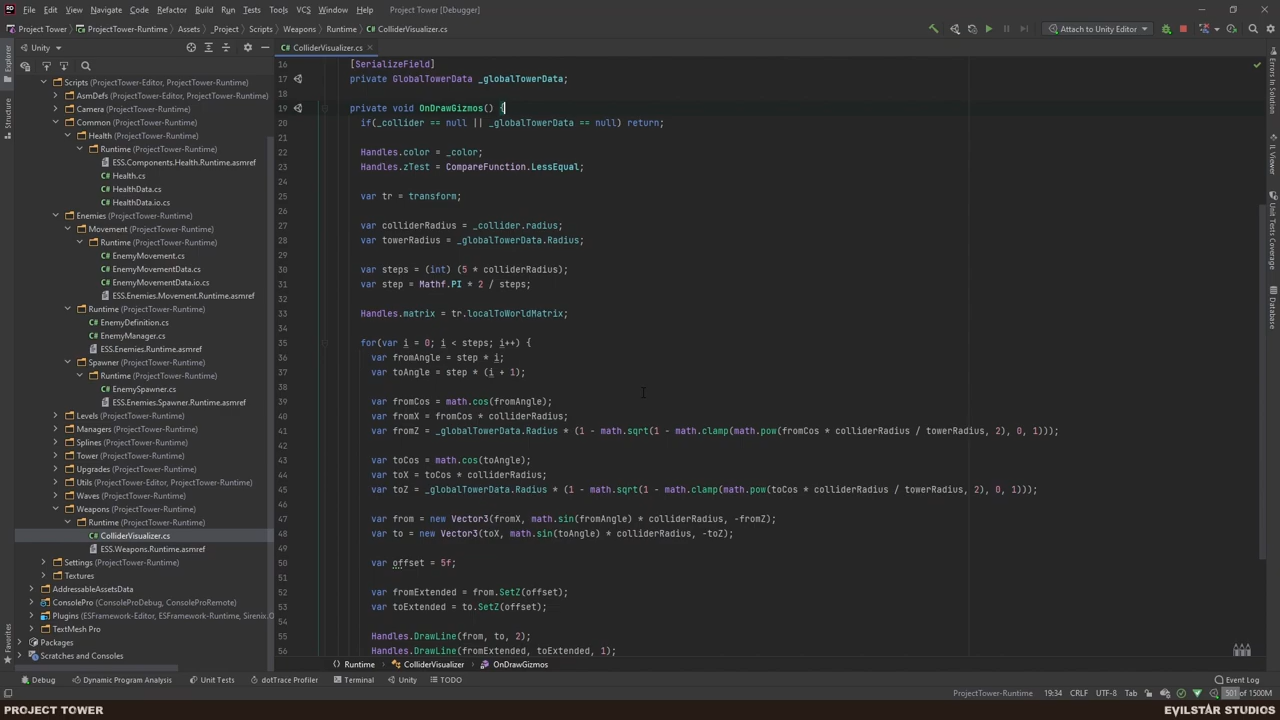 File Edit View Navigate Code Refactor Build Run Tests Tools VCS Window Help Project Tower [Debugger]
Project Tower ProjectTower-Runtime Assets _Project Scripts Weapons Runtime ColliderVisualizer.cs Attach to Unity Editor
Unity
ColliderVisualizer.cs
Explorer
Structure
Favorites
IL Viewer
Unit Tests Coverage
Database
Scripts (ProjectTower-Editor, ProjectTower-Runtime)
AsmDefs (ProjectTower-Editor, ProjectTower-Runtime)
Camera (ProjectTower-Runtime)
Common (ProjectTower-Runtime)
Health (ProjectTower-Runtime)
Runtime (ProjectTower-Runtime)
ESS.Components.Health.Runtime.asmref
Health.cs
HealthData.cs
HealthData.io.cs
Enemies (ProjectTower-Runtime)
Movement (ProjectTower-Runtime)
Runtime (ProjectTower-Runtime)
EnemyMovement.cs
EnemyMovementData.cs
EnemyMovementData.io.cs
ESS.Enemies.Movement.Runtime.asmref
Runtime (ProjectTower-Runtime)
EnemyDefinition.cs
EnemyManager.cs
ESS.Enemies.Runtime.asmref
Spawner (ProjectTower-Runtime)
Runtime (ProjectTower-Runtime)
EnemySpawner.cs
ESS.Enemies.Spawner.Runtime.asmref
Levels (ProjectTower-Runtime)
Managers (ProjectTower-Runtime)
Splines (ProjectTower-Runtime)
Tower (ProjectTower-Runtime)
Upgrades (ProjectTower-Runtime)
Utils (ProjectTower-Editor, ProjectTower-Runtime)
Waves (ProjectTower-Runtime)
Weapons (ProjectTower-Runtime)
Runtime (ProjectTower-Runtime)
ColliderVisualizer.cs
ESS.Weapons.Runtime.asmref
Settings (ProjectTower-Runtime)
Textures
AddressableAssetsData
ConsolePro (ConsoleProDebug, ConsoleProRemote)
Plugins (ESFramework-Editor, ESFramework-Runtime, Sirenix.O
TextMesh Pro
Packages
Scratches and Consoles
16 [SerializeField]
17 private GlobalTowerData _globalTowerData;
18
19 private void OnDrawGizmos() {
20 if(_collider == null || _globalTowerData == null) return;
21
22 Handles.color = _color;
23 Handles.zTest = CompareFunction.LessEqual;
24
25 var tr = transform;
26
27 var colliderRadius = _collider.radius;
28 var towerRadius = _globalTowerData.Radius;
29
30 var steps = (int) (5 * colliderRadius);
31 var step = Mathf.PI * 2 / steps;
32
33 Handles.matrix = tr.localToWorldMatrix;
34
35 for(var i = 0; i < steps; i++) {
36 var fromAngle = step * i;
37 var toAngle = step * (i + 1);
38
39 var fromCos = math.cos(fromAngle);
40 var fromX = fromCos * colliderRadius;
41 var fromZ = _globalTowerData.Radius * (1 - math.sqrt(1 - math.clamp(math.pow(fromCos * colliderRadius / towerRadius, 2), 0, 1)));
42
43 var toCos = math.cos(toAngle);
44 var toX = toCos * colliderRadius;
45 var toZ = _globalTowerData.Radius * (1 - math.sqrt(1 - math.clamp(math.pow(toCos * colliderRadius / towerRadius, 2), 0, 1)));
46
47 var from = new Vector3(fromX, math.sin(fromAngle) * colliderRadius, -fromZ);
48 var to = new Vector3(toX, math.sin(toAngle) * colliderRadius, -toZ);
49
50 var offset = 5f;
51
52 var fromExtended = from.SetZ(offset);
53 var toExtended = to.SetZ(offset);
54
55 Handles.DrawLine(from, to, 2);
56 Handles.DrawLine(fromExtended, toExtended, 1);
Runtime ColliderVisualizer OnDrawGizmos
Debug Dynamic Program Analysis Unit Tests dotTrace Profiler Terminal Unity TODO Event Log
ProjectTower-Runtime 19:34 CRLF UTF-8 Tab 501 of 1500M
PROJECT TOWER EVILSTAR STUDIOS